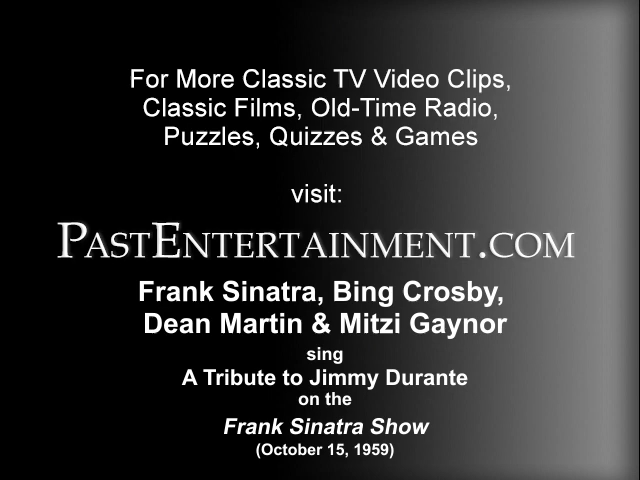 For More Classic TV Video Clips,
Classic Films, Old-Time Radio,
Puzzles, Quizzes & Games
visit:
PASTENTERTAINMENT.COM
Frank Sinatra, Bing Crosby,
Dean Martin & Mitzi Gaynor
sing
A Tribute to Jimmy Durante
on the
Frank Sinatra Show
(October 15, 1959)